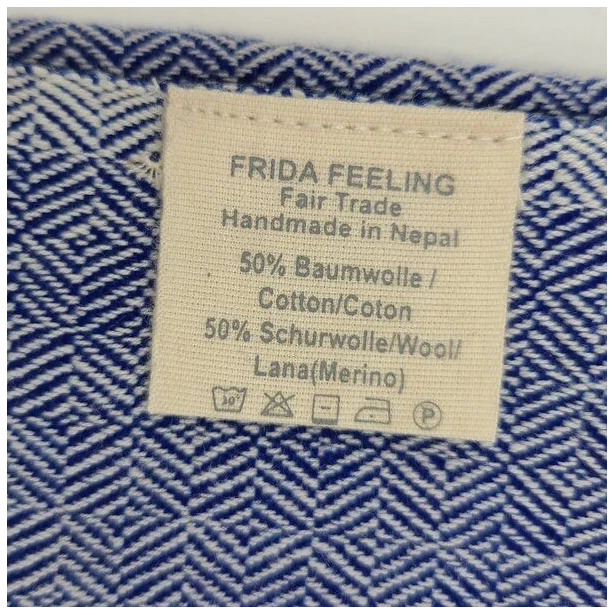 FRIDA FEELING
Fair Trade
Handmade in Nepal
50% Baumwolle /
Cotton/Coton
50% Schurwolle/Wool/
Lana(Merino)
30° P